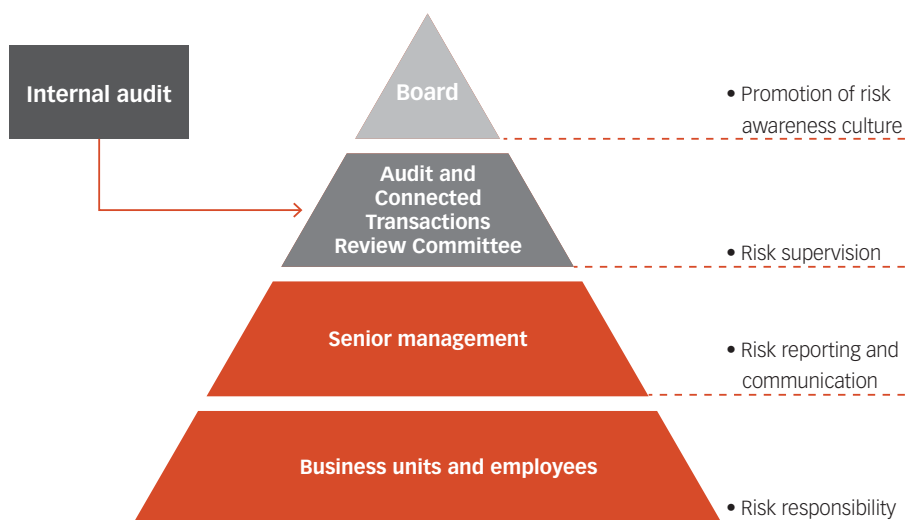 Internal audit
Board
• Promotion of risk
awareness culture
Audit and
Connected
Transactions
Review Committee
• Risk supervision
Senior management
• Risk reporting and
communication
Business units and employees
• Risk responsibility